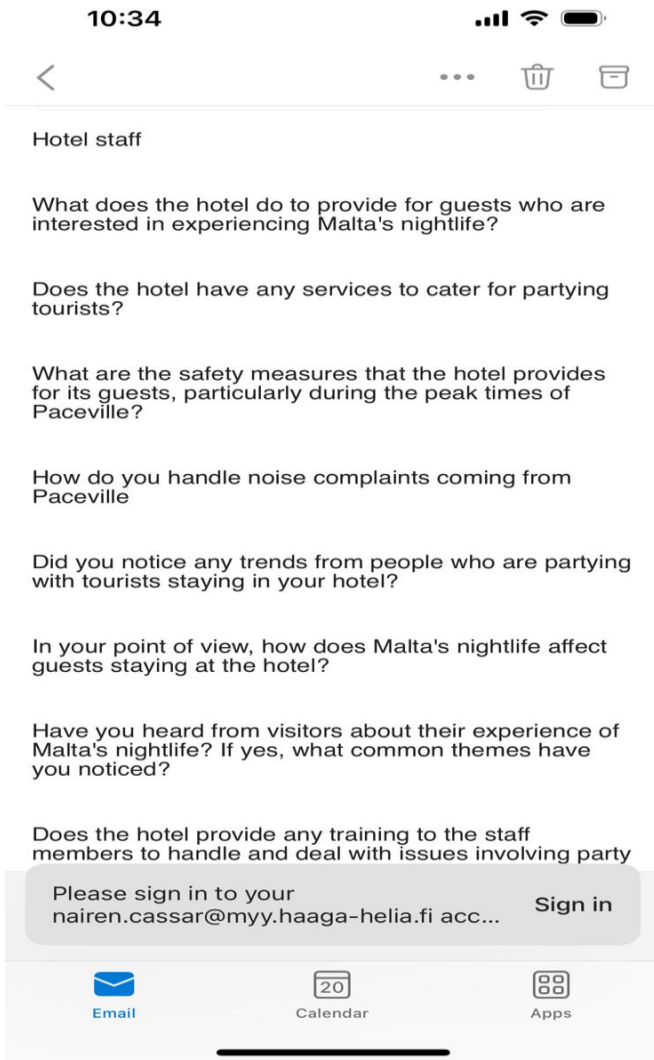 10:34
Hotel staff
What does the hotel do to provide for guests who are
interested in experiencing Malta's nightlife?
Does the hotel have any services to cater for partying
tourists?
What are the safety measures that the hotel provides
for its guests, particularly during the peak times of
Paceville?
How do you handle noise complaints coming from
Paceville
Did you notice any trends from people who are partying
with tourists staying in your hotel?
In your point of view, how does Malta's nightlife affect
guests staying at the hotel?
Have you heard from visitors about their experience of
Malta's nightlife? If yes, what common themes have
you noticed?
Does the hotel provide any training to the staff
members to handle and deal with issues involving party
Please sign in to your
nairen.cassar@myy.haaga-helia.fi acc...
Sign in
20
Email
Calendar
Apps